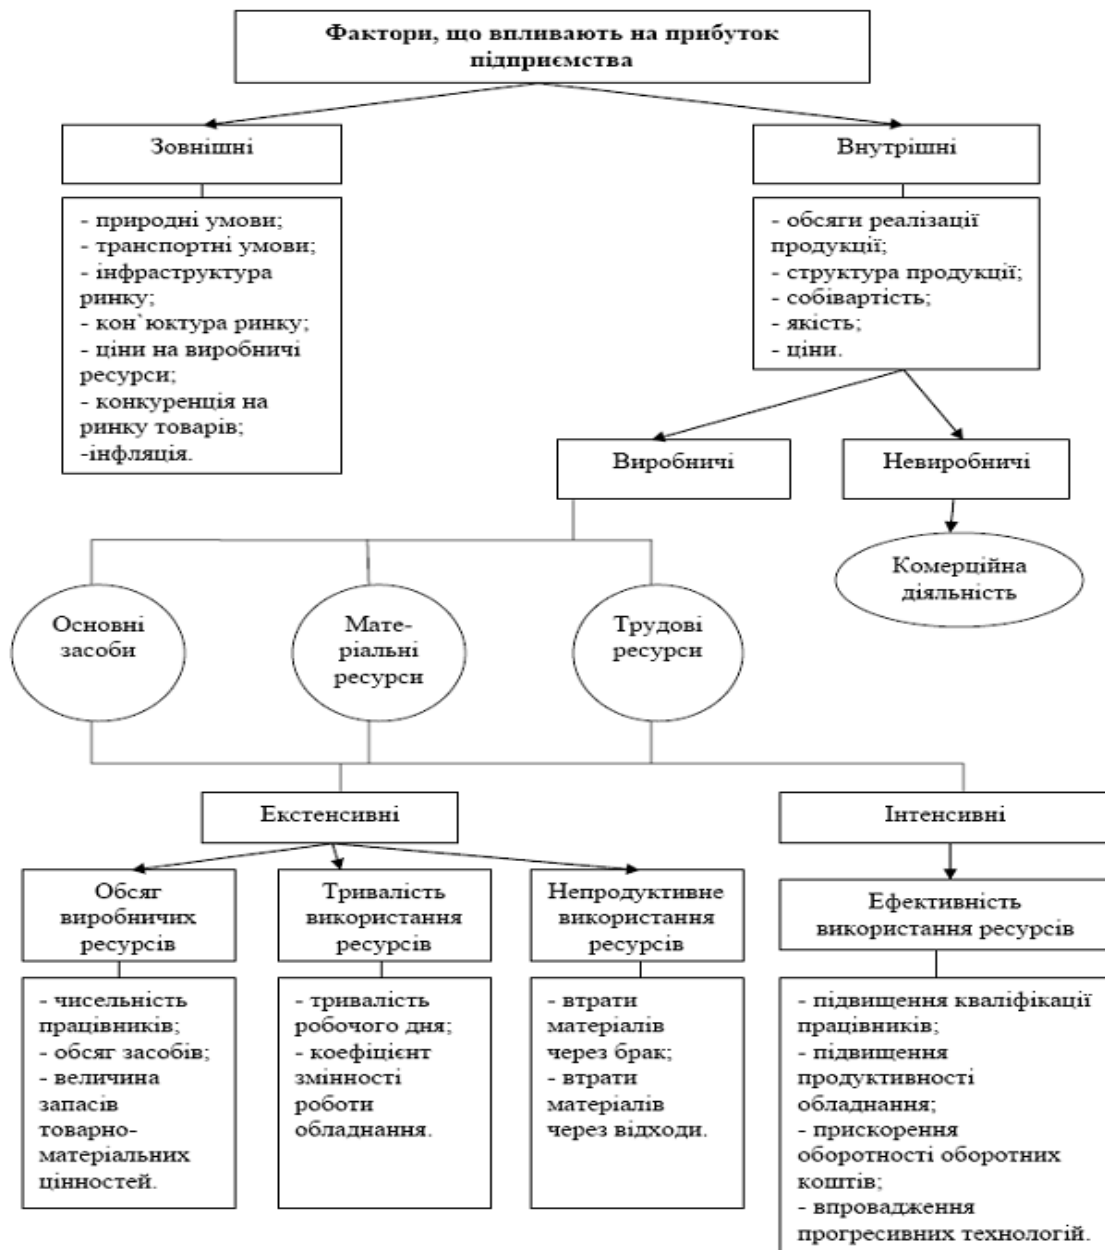 Фактори, що впливають на прибуток
підприємства
Зовнішні
Внутрішні
- природні умови;
- транспортні умови;
- інфраструктура
ринку;
- кон`юктура ринку;
- ціни на виробничі
ресурси;
- конкуренція на
ринку товарів;
-інфляція.
- обсяги реалізації
продукції;
- структура продукції;
- собівартість;
- якість;
- ціни.
Виробничі
Невиробничі
Комерційна
діяльність
Основні
засоби
Мате-
ріальні
ресурси
Трудові
ресурси
Екстенсивні
Інтенсивні
Обсяг
виробничих
ресурсів
Тривалість
використання
ресурсів
Непродуктивне
використання
ресурсів
Ефективність
використання ресурсів
- чисельність
працівників;
- обсяг засобів;
- величина
запасів
товарно-
матеріальних
цінностей.
- тривалість
робочого дня;
- коефіцієнт
змінності
роботи
обладнання.
- втрати
матеріалів
через брак;
- втрати
матеріалів
через відходи.
- підвищення кваліфікації
працівників;
- підвищення
продуктивності
обладнання;
- прискорення
оборотності оборотних
коштів;
- впровадження
прогресивних технологій.